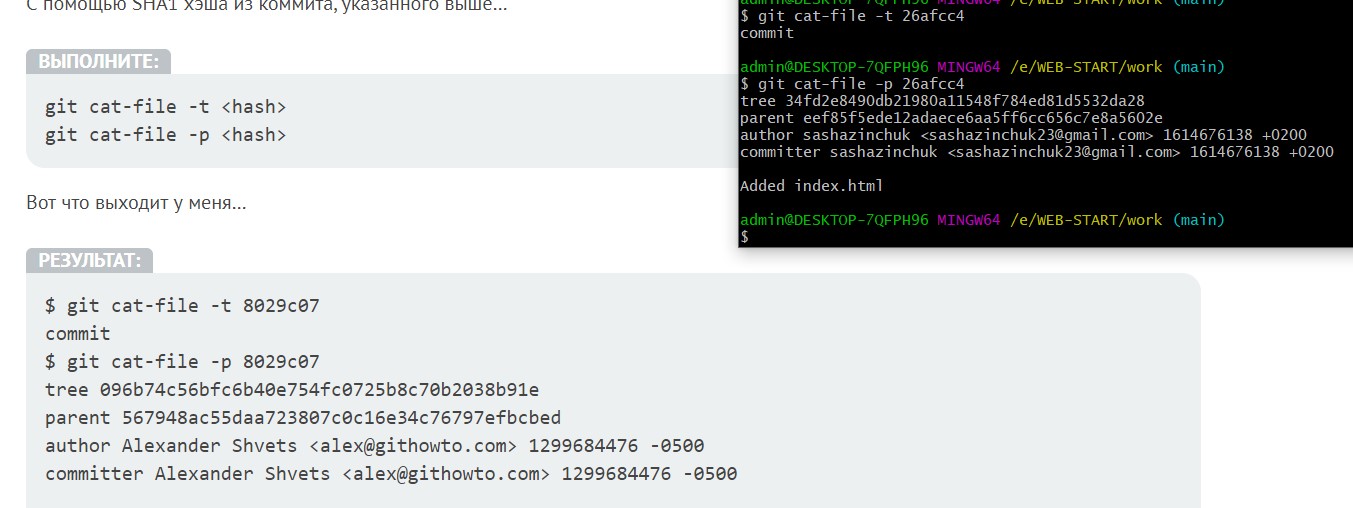 С помощью SHA1 хэша из коммита, указанного выше…
ВЫПОЛНИТЕ:
git cat-file -t <hash>
git cat-file -p <hash>
Вот что выходит у меня…
РЕЗУЛЬТАТ:
$ git cat-file -t 8029c07
commit
$ git cat-file -p 8029c07
tree 096b74c56bfc6b40e754fc0725b8c70b2038b91e
parent 567948ac55daa723807c0c16e34c76797efbcbed
author Alexander Shvets <alex@githowto.com> 1299684476 -0500
committer Alexander Shvets <alex@githowto.com> 1299684476 -0500
admin@DESKTOP-7QFPH96 MINGW64 /e/WEB-START/work (main)
$ git cat-file -t 26afcc4
commit
admin@DESKTOP-7QFPH96 MINGW64 /e/WEB-START/work (main)
$ git cat-file -p 26afcc4
tree 34fd2e8490db21980a11548f784ed81d5532da28
parent eef85f5ede12adaece6aa5ff6cc656c7e8a5602e
author sashazinchuk <sashazinchuk23@gmail.com> 1614676138 +0200
committer sashazinchuk <sashazinchuk23@gmail.com> 1614676138 +0200
Added index.html
admin@DESKTOP-7QFPH96 MINGW64 /e/WEB-START/work (main)
$